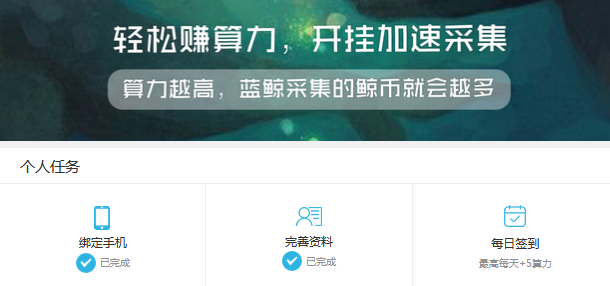 轻松赚算力，开挂加速采集
算力越高，蓝鲸采集的鲸币就会越多
个人任务
绑定手机
已完成
完善资料
已完成
每日签到
最高每天+5算力